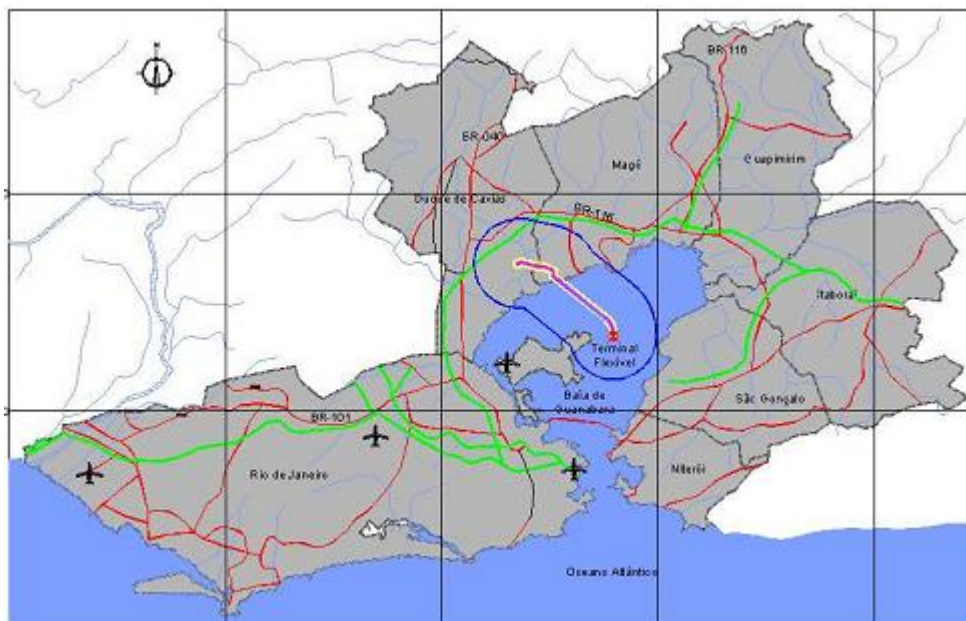 N
BR-116
BR-040
Magé
Guapimirim
Duque de Caxias
BR-116
Itaboraí
Terminal
Flexível
Baía de
Guanabara
São Gonçalo
BR-101
Rio de Janeiro
Niterói
Oceano Atlântico